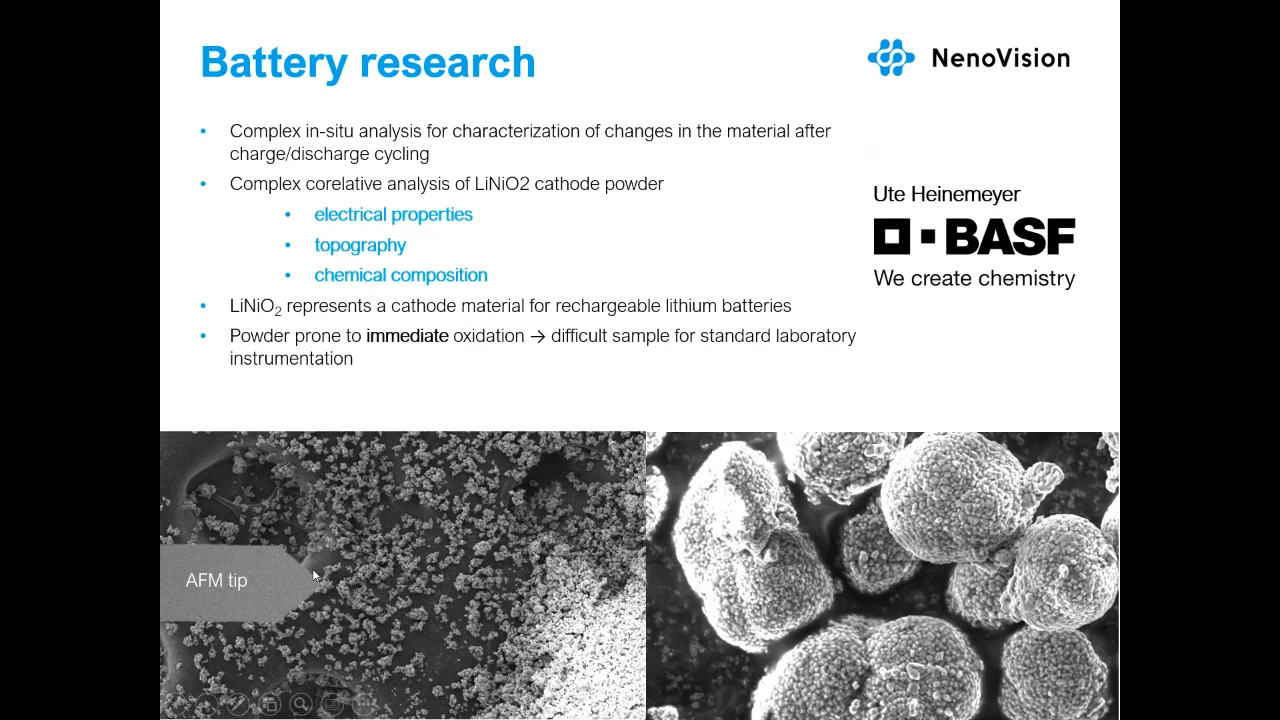 Battery research
NenoVision
• Complex in-situ analysis for characterization of changes in the material after
charge/discharge cycling
• Complex corelative analysis of LiNiO2 cathode powder
• electrical properties
• topography
• chemical composition
• LiNiO₂ represents a cathode material for rechargeable lithium batteries
• Powder prone to immediate oxidation → difficult sample for standard laboratory
instrumentation
Ute Heinemeyer
BASF
We create chemistry
AFM tip